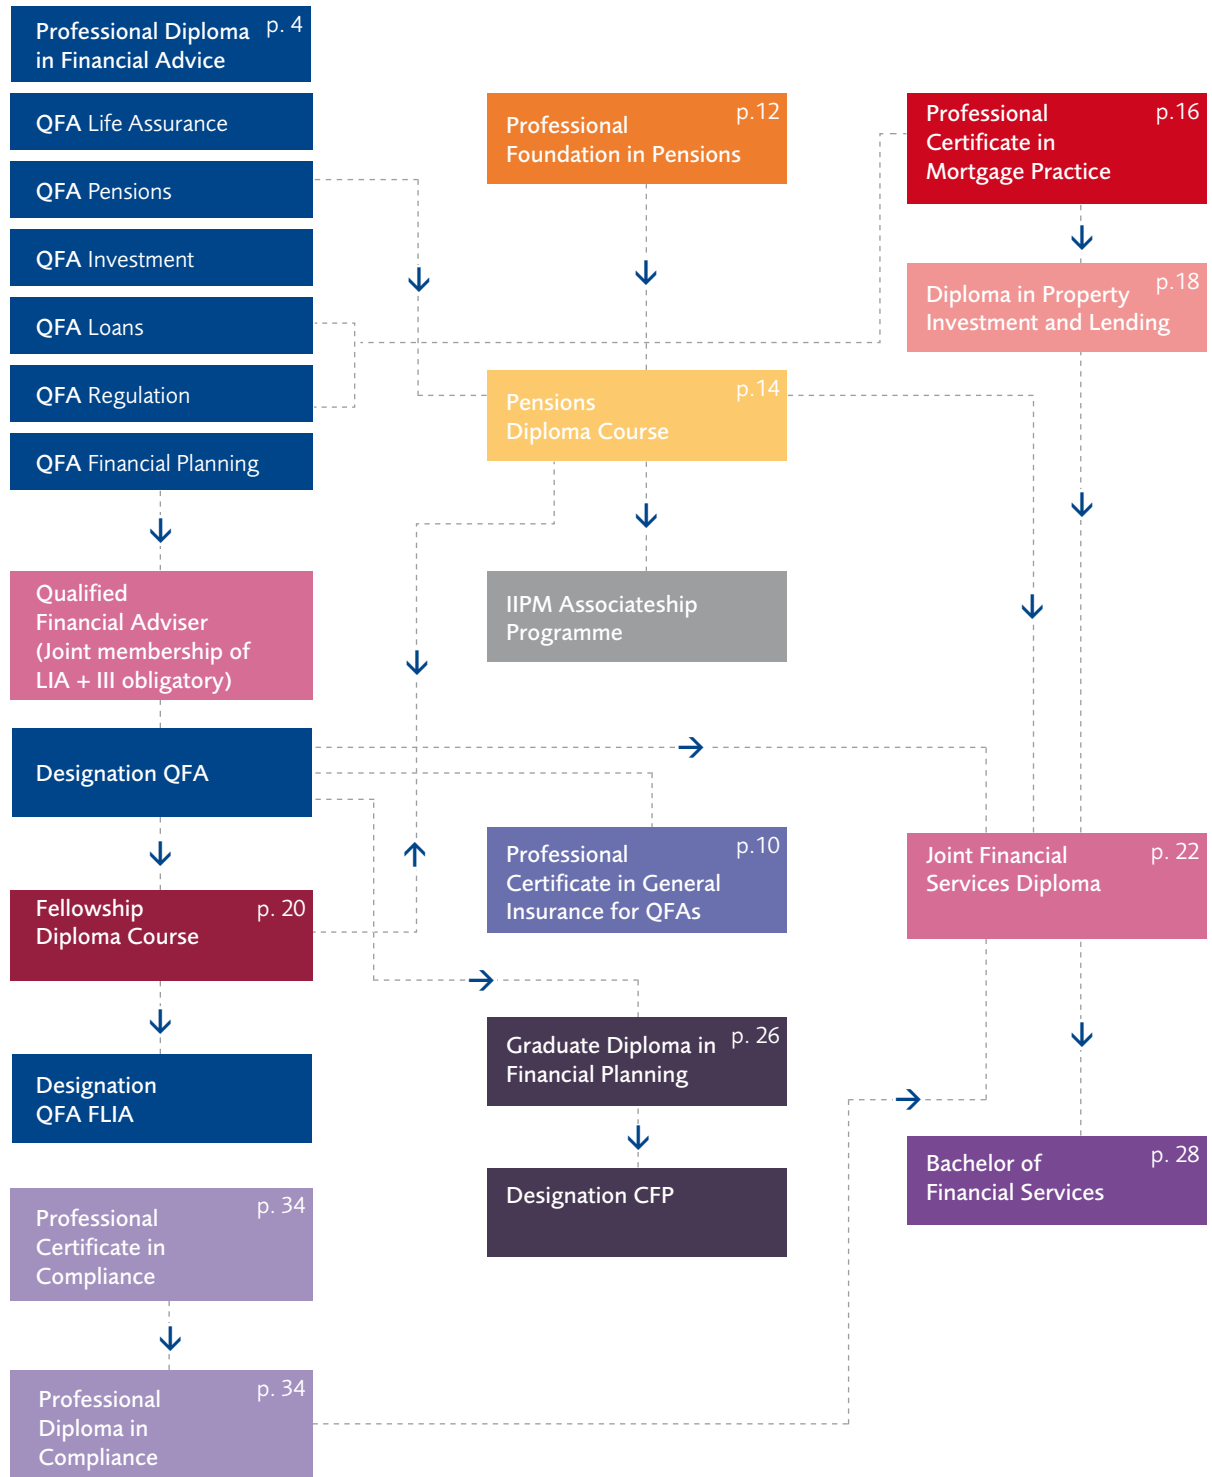 Professional Diploma p. 4
in Financial Advice
QFA Life Assurance
QFA Pensions
QFA Investment
QFA Loans
QFA Regulation
QFA Financial Planning
Qualified
Financial Adviser
(Joint membership of
LIA + III obligatory)
Designation QFA
Fellowship p. 20
Diploma Course
Designation
QFA FLIA
Professional p. 34
Certificate in
Compliance
Professional p. 34
Diploma in
Compliance
Professional p.12
Foundation in Pensions
Pensions p.14
Diploma Course
IIPM Associateship
Programme
Professional p.10
Certificate in General
Insurance for QFAs
Graduate Diploma in p. 26
Financial Planning
Designation CFP
Professional p.16
Certificate in
Mortgage Practice
Diploma in Property p.18
Investment and Lending
Joint Financial p. 22
Services Diploma
Bachelor of p. 28
Financial Services